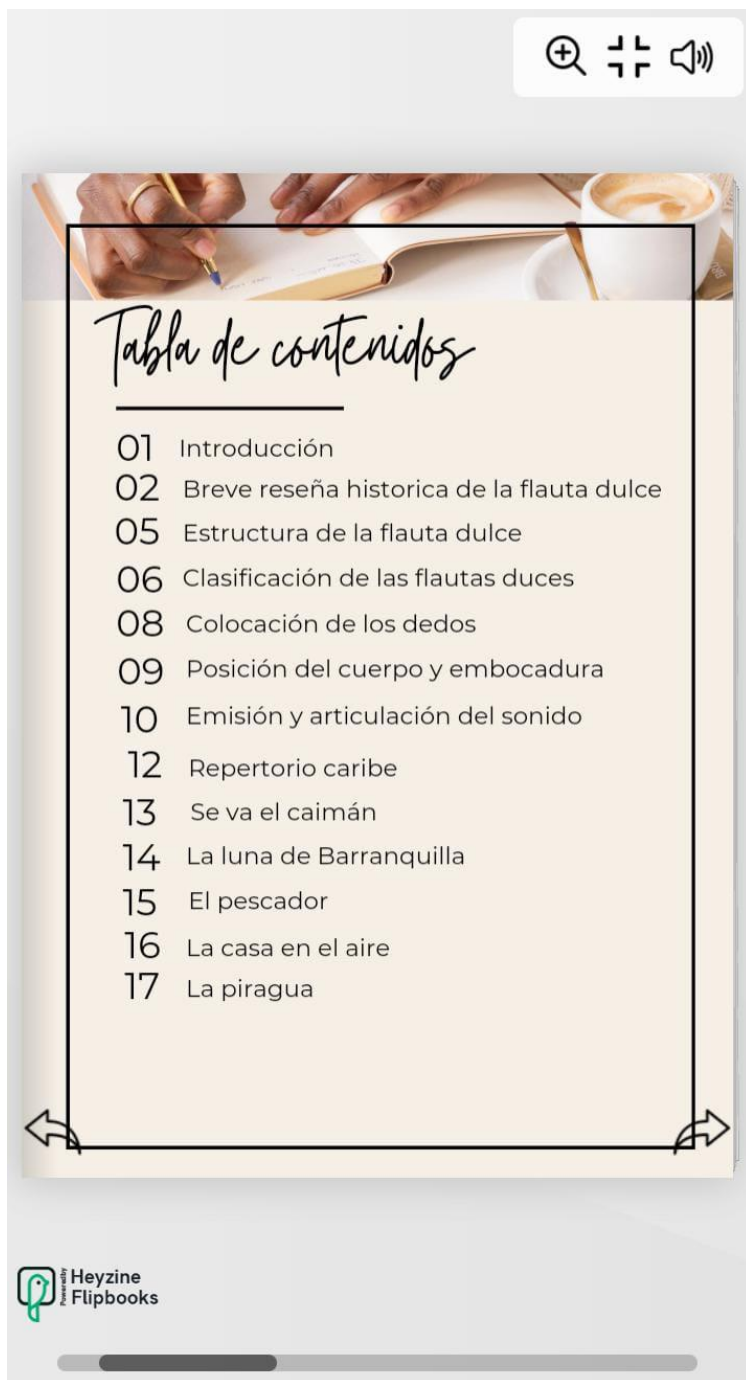 Tabla de contenidos
01 Introducción
02 Breve reseña historica de la flauta dulce
05 Estructura de la flauta dulce
06 Clasificación de las flautas duces
08 Colocación de los dedos
09 Posición del cuerpo y embocadura
10 Emisión y articulación del sonido
12 Repertorio caribe
13 Se va el caimán
14 La luna de Barranquilla
15 El pescador
16 La casa en el aire
17 La piragua
Powered by
Heyzine
Flipbooks